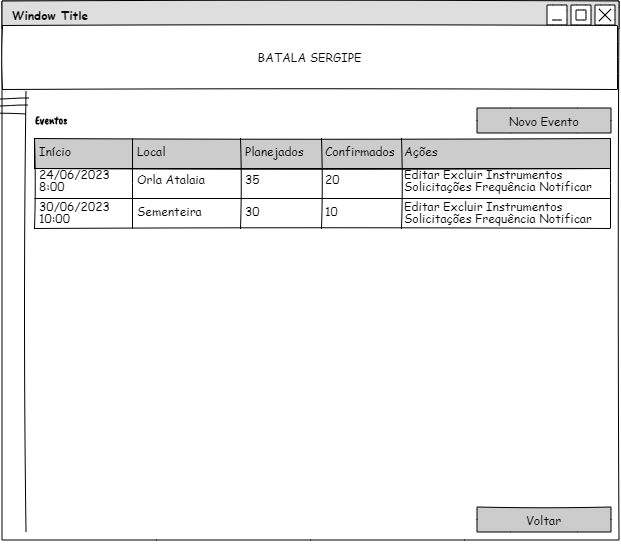 Window Title
BATALA SERGIPE
Eventos
Novo Evento
Início Local Planejados Confirmados Ações
24/06/2023
8:00
Orla Atalaia
35
20
Editar Excluir Instrumentos
Solicitações Frequência Notificar
30/06/2023
10:00
Sementeira
30
10
Editar Excluir Instrumentos
Solicitações Frequência Notificar
Voltar